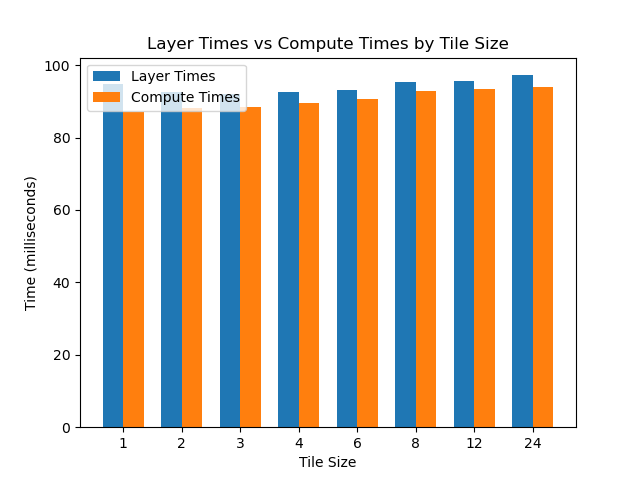 Layer Times vs Compute Times by Tile Size
Layer Times
Compute Times
Time (milliseconds)
100
80
60
40
20
0
1 2 3 4 6 8 12 24
Tile Size